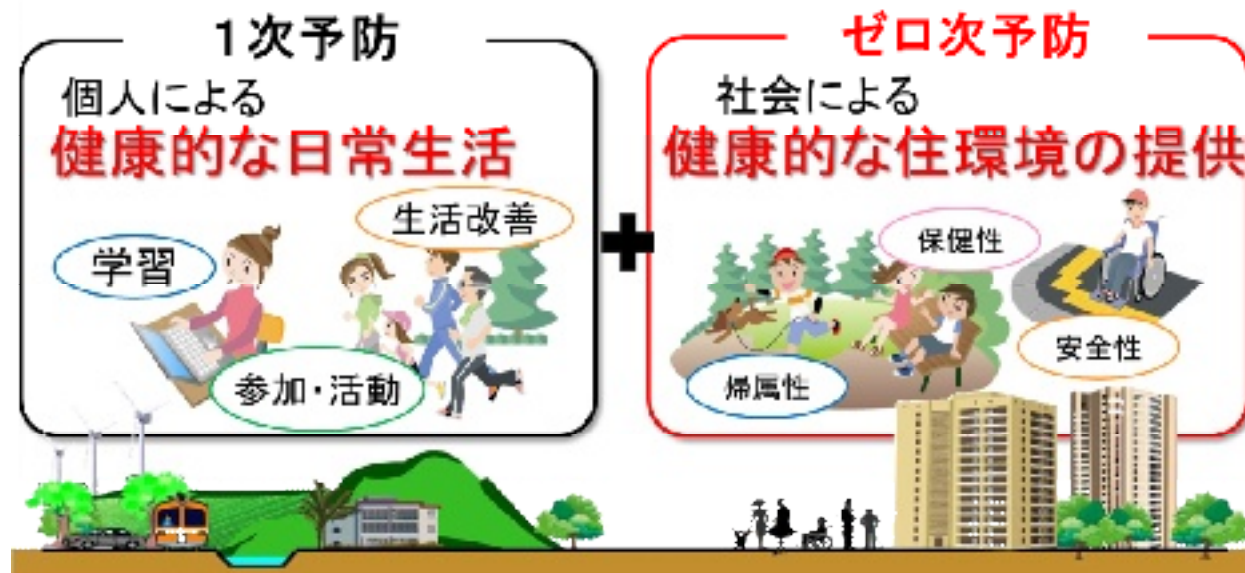 1次予防
個人による
健康的な日常生活
生活改善
学習
参加・活動
ゼロ次予防
社会による
健康的な住環境の提供
保健性
安全性
帰属性